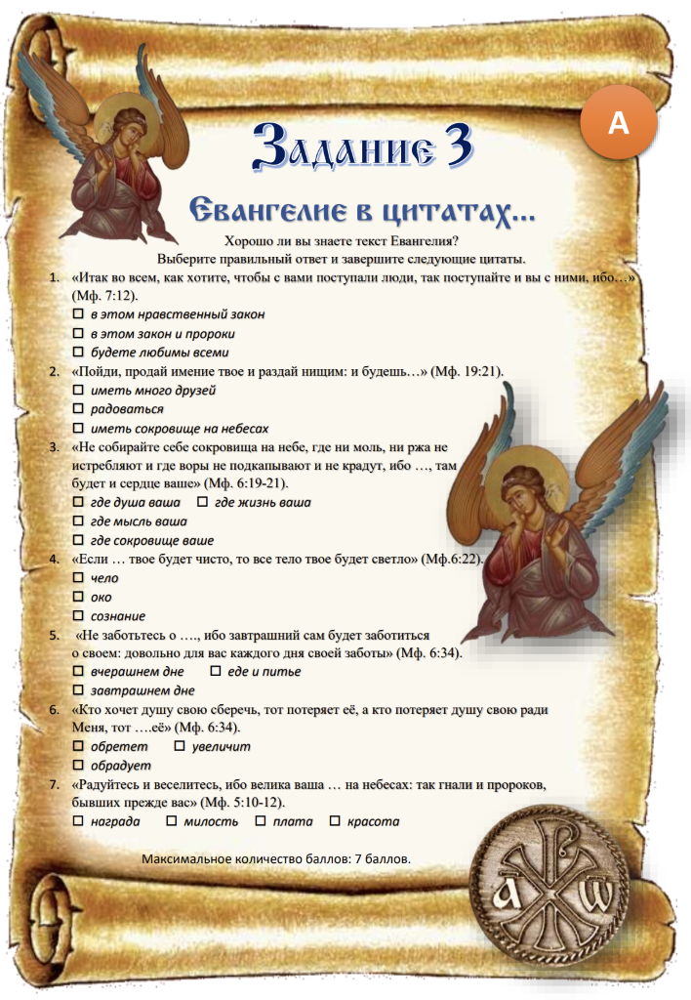 А
Задание 3
Евангелие в цитатах...
Хорошо ли вы знаете текст Евангелия?
Выберите правильный ответ и завершите следующие цитаты.
1. «Итак во всем, как хотите, чтобы с вами поступали люди, так поступайте и вы с ними, ибо…»
(Мф. 7:12).
☐ в этом нравственный закон
☐ в этом закон и пророки
☐ будете любимы всеми
2. «Пойди, продай имение твое и раздай нищим: и будешь…» (Мф. 19:21).
☐ иметь много друзей
☐ радоваться
☐ иметь сокровище на небесах
3. «Не собирайте себе сокровища на небе, где ни моль, ни ржа не
истребляют и где воры не подкапывают и не крадут, ибо …, там
будет и сердце ваше» (Мф. 6:19-21).
☐ где душа ваша ☐ где жизнь ваша
☐ где мысль ваша
☐ где сокровище ваше
4. «Если … твое будет чисто, то все тело твое будет светло» (Мф.6:22).
☐ чело
☐ око
☐ сознание
5. «Не заботьтесь о …., ибо завтрашний сам будет заботиться
о своем: довольно для вас каждого дня своей заботы» (Мф. 6:34).
☐ вчерашнем дне ☐ еде и питье
☐ завтрашнем дне
6. «Кто хочет душу свою сберечь, тот потеряет её, а кто потеряет душу свою ради
Меня, тот ….её» (Мф. 6:34).
☐ обретет ☐ увеличит
☐ обрадует
7. «Радуйтесь и веселитесь, ибо велика ваша … на небесах: так гнали и пророков,
бывших прежде вас» (Мф. 5:10-12).
☐ награда ☐ милость ☐ плата ☐ красота
Максимальное количество баллов: 7 баллов.